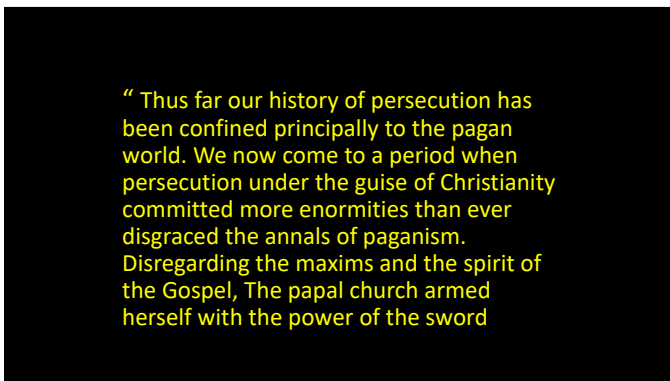 “ Thus far our history of persecution has
been confined principally to the pagan
world. We now come to a period when
persecution under the guise of Christianity
committed more enormities than ever
disgraced the annals of paganism.
Disregarding the maxims and the spirit of
the Gospel, The papal church armed
herself with the power of the sword